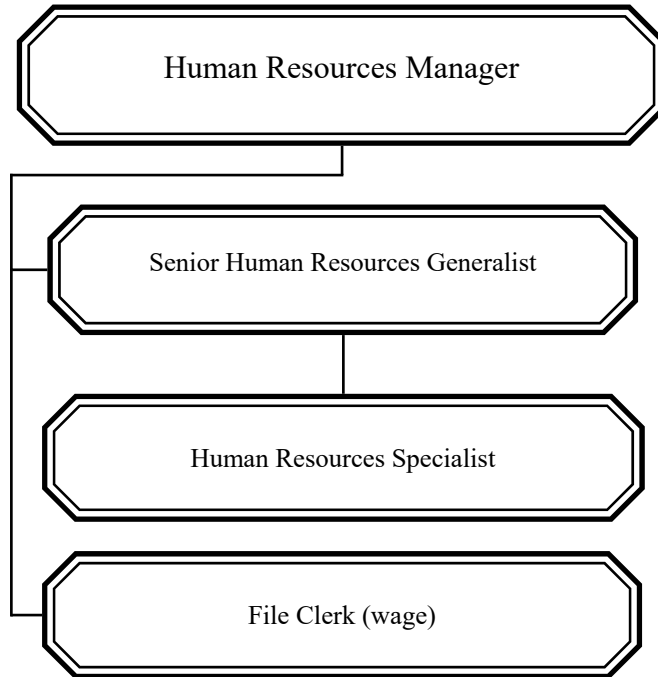 Human Resources Manager
Senior Human Resources Generalist
Human Resources Specialist
File Clerk (wage)